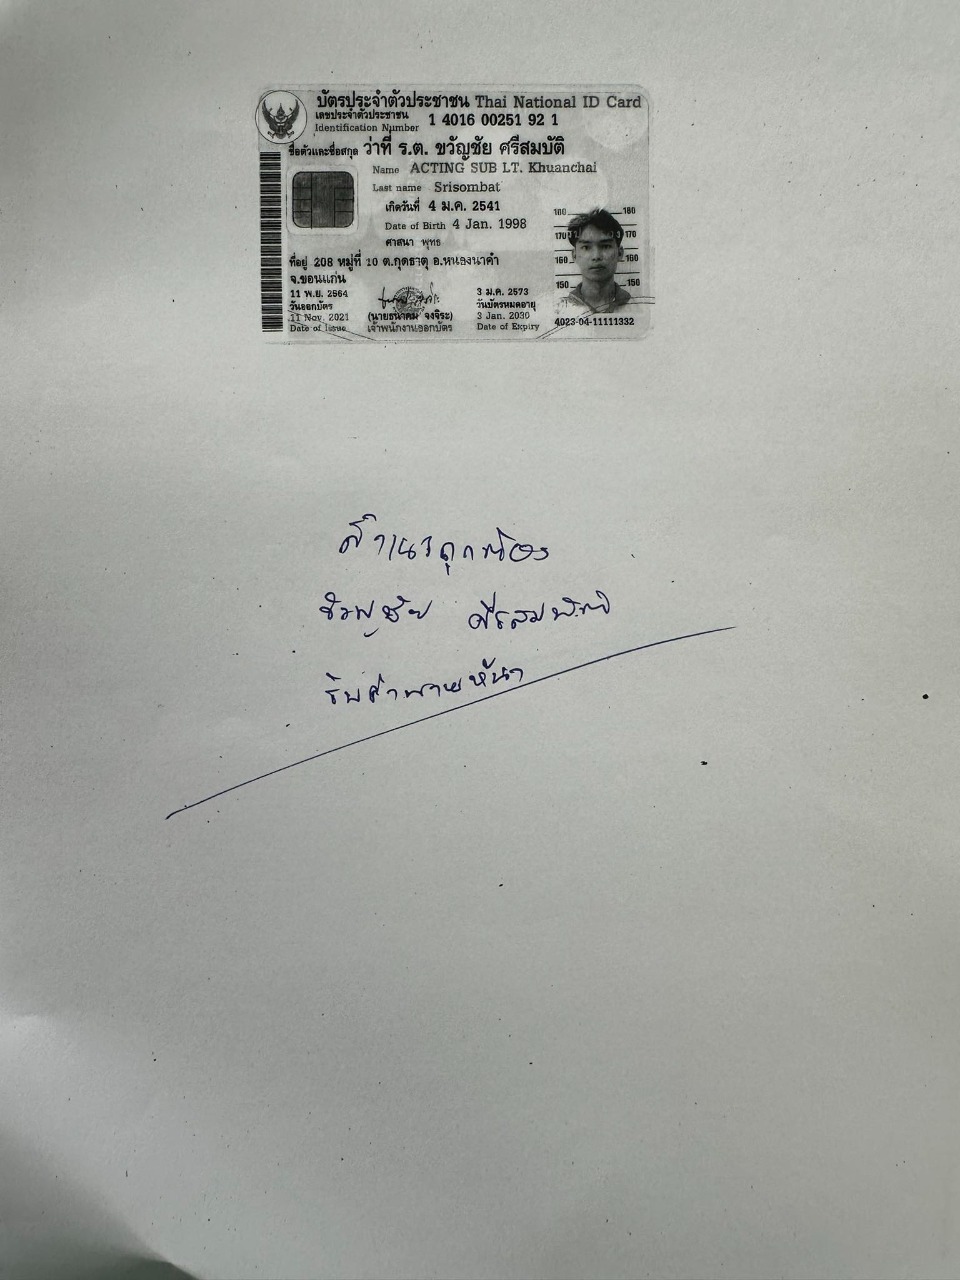 บัตรประจำตัวประชาชน Thai National ID Card
เลขประจำตัวประชาชน
Identification Number
1 4016 00251 92 1
ชื่อตัวและชื่อสกุล ว่าที่ ร.ต. ขวัญชัย ศรีสมบัติ
Name ACTING SUB LT. Khuanchai
Last name Srisombat
เกิดวันที่ 4 ม.ค. 2541
Date of Birth 4 Jan. 1998
ศาสนา พุทธ
ที่อยู่ 208 หมู่ที่ 10 ต.กุดธาตุ อ.หนองนาคำ
จ.ขอนแก่น
11 พ.ย. 2564
วันออกบัตร
11 Nov. 2021
Date of Issue
(นายธนาคม จงจิระ)
เจ้าพนักงานออกบัตร
3 ม.ค. 2573
วันบัตรหมดอายุ
3 Jan. 2030
Date of Expiry
180 180
170 170
160 160
150 150
4023-04-11111332
สำเนาถูกต้อง
ขวัญชัย ศรีสมบัติ